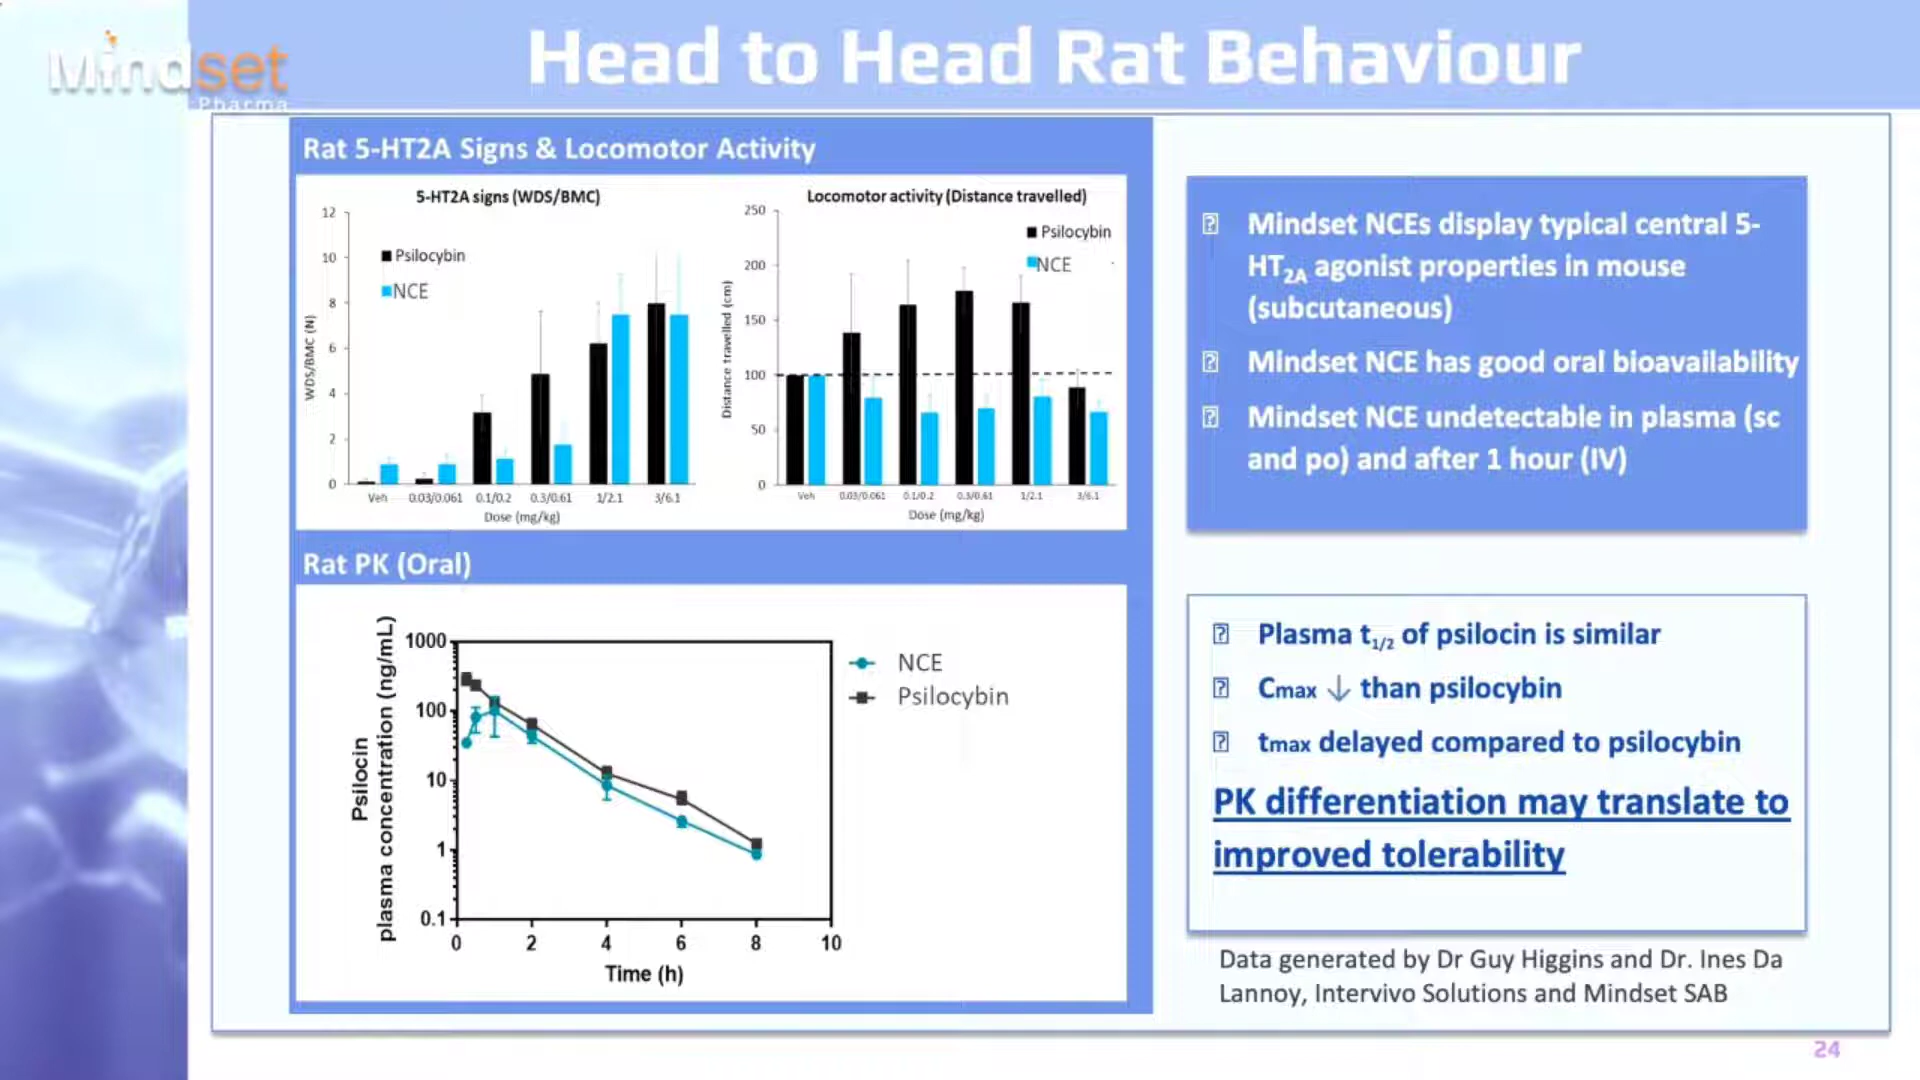 Mindset
Pharma
Head to Head Rat Behaviour
Rat 5-HT2A Signs & Locomotor Activity
5-HT2A signs (WDS/BMC)
12
10
8
6
4
2
0
WDS/BMC (N)
Psilocybin
NCE
Veh 0.03/0.061 0.1/0.2 0.3/0.61 1/2.1 3/6.1
Dose (mg/kg)
Locomotor activity (Distance travelled)
250
200
150
100
50
0
Distance travelled (cm)
Psilocybin
NCE
Veh 0.03/0.061 0.1/0.2 0.3/0.61 1/2.1 3/6.1
Dose (mg/kg)
Rat PK (Oral)
Psilocin
plasma concentration (ng/mL)
1000
100
10
1
0.1
0 2 4 6 8 10
Time (h)
NCE
Psilocybin
Mindset NCEs display typical central 5-
HT2A agonist properties in mouse
(subcutaneous)
Mindset NCE has good oral bioavailability
Mindset NCE undetectable in plasma (sc
and po) and after 1 hour (IV)
Plasma t1/2 of psilocin is similar
Cmax ↓ than psilocybin
tmax delayed compared to psilocybin
PK differentiation may translate to
improved tolerability
Data generated by Dr Guy Higgins and Dr. Ines Da
Lannoy, Intervivo Solutions and Mindset SAB
24